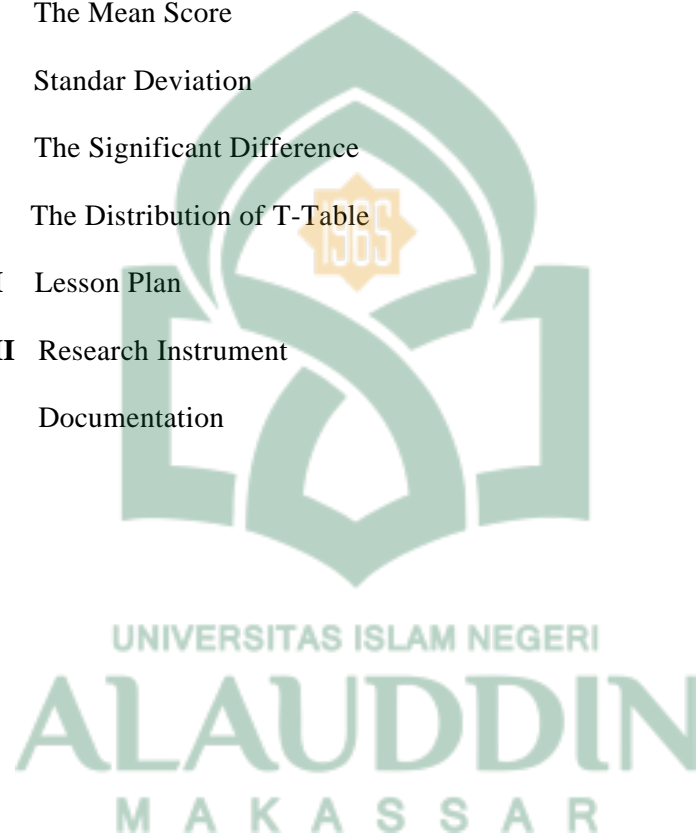 The Mean Score
Standar Deviation
The Significant Difference
The Distribution of T-Table
I Lesson Plan
II Research Instrument
Documentation
1965
UNIVERSITAS ISLAM NEGERI
ALAUDDIN
MAKASSAR